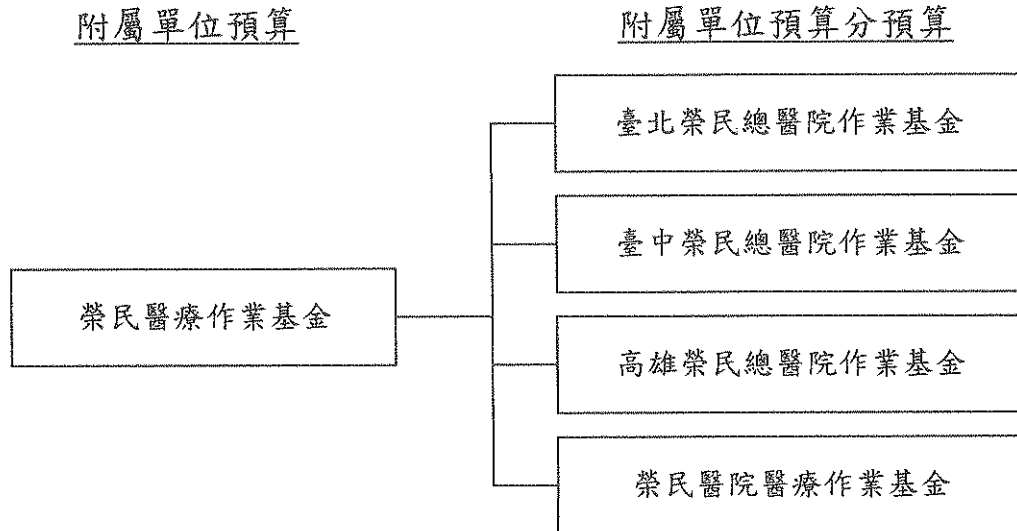 附屬單位預算
附屬單位預算分預算
臺北榮民總醫院作業基金
臺中榮民總醫院作業基金
榮民醫療作業基金
高雄榮民總醫院作業基金
榮民醫院醫療作業基金